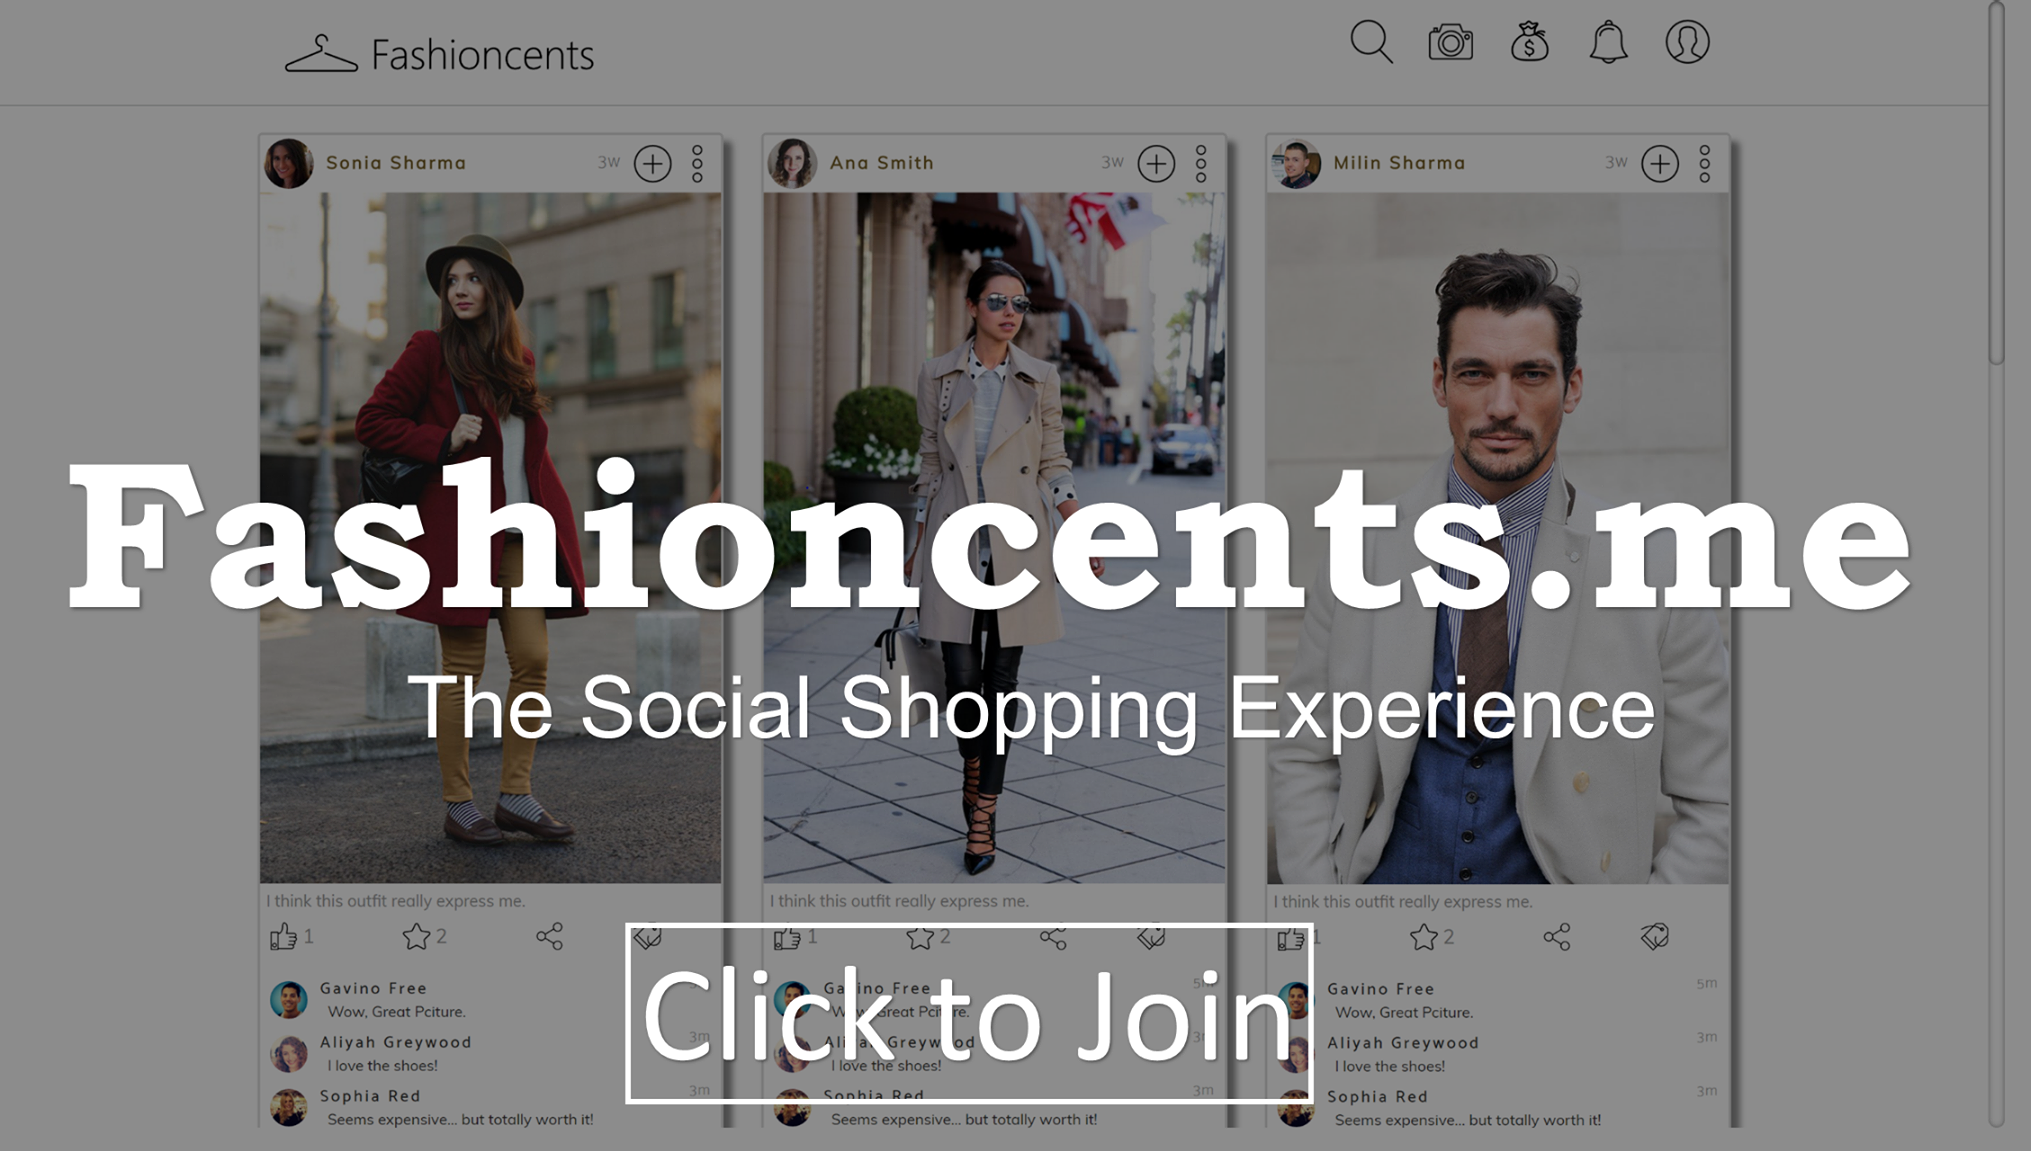 Fashioncents
Sonia Sharma 3w
Ana Smith 3w
Milin Sharma 3w
Fashioncents.me
The Social Shopping Experience
I think this outfit really express me.
I think this outfit really express me.
I think this outfit really express me.
1 2
1 2
1 2
Click to Join
Gavino Free
Wow, Great Pciture.
Aliyah Greywood
3m
I love the shoes!
Sophia Red
3m
Seems expensive... but totally worth it!
Gavino Free
5m
Wow, Great Pciture.
Aliyah Greywood
I love the shoes!
Sophia Red
3m
Seems expensive... but totally worth it!
Gavino Free
5m
Wow, Great Pciture.
Aliyah Greywood
3m
I love the shoes!
Sophia Red
3m
Seems expensive... but totally worth it!